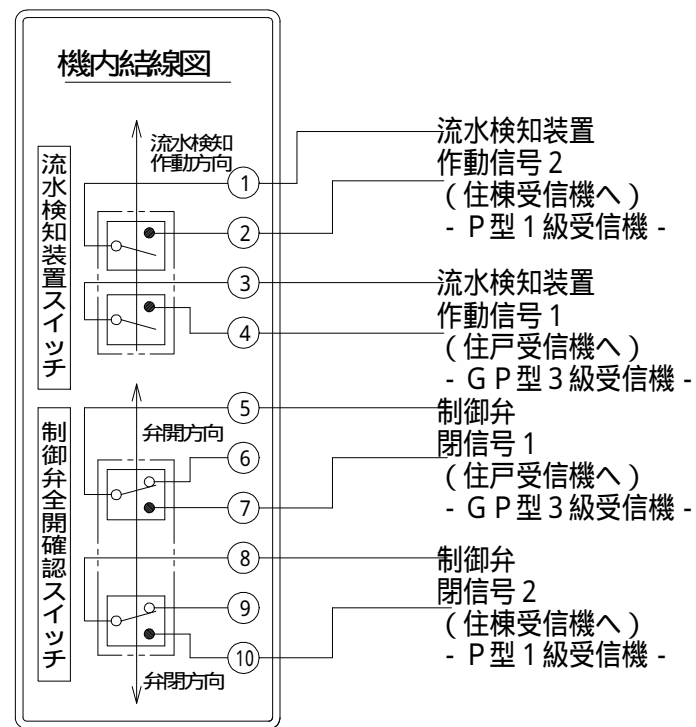 機内結線図
流水検知装置スイッチ
流水検知
作動方向
①
②
③
④
流水検知装置
作動信号２
（住棟受信機へ）
- Ｐ型１級受信機 -
流水検知装置
作動信号１
（住戸受信機へ）
- ＧＰ型３級受信機 -
制御弁全開確認スイッチ
弁開方向
⑤
⑥
⑦
⑧
⑨
⑩
弁閉方向
制御弁
閉信号１
（住戸受信機へ）
- ＧＰ型３級受信機 -
制御弁
閉信号２
（住棟受信機へ）
- Ｐ型１級受信機 -